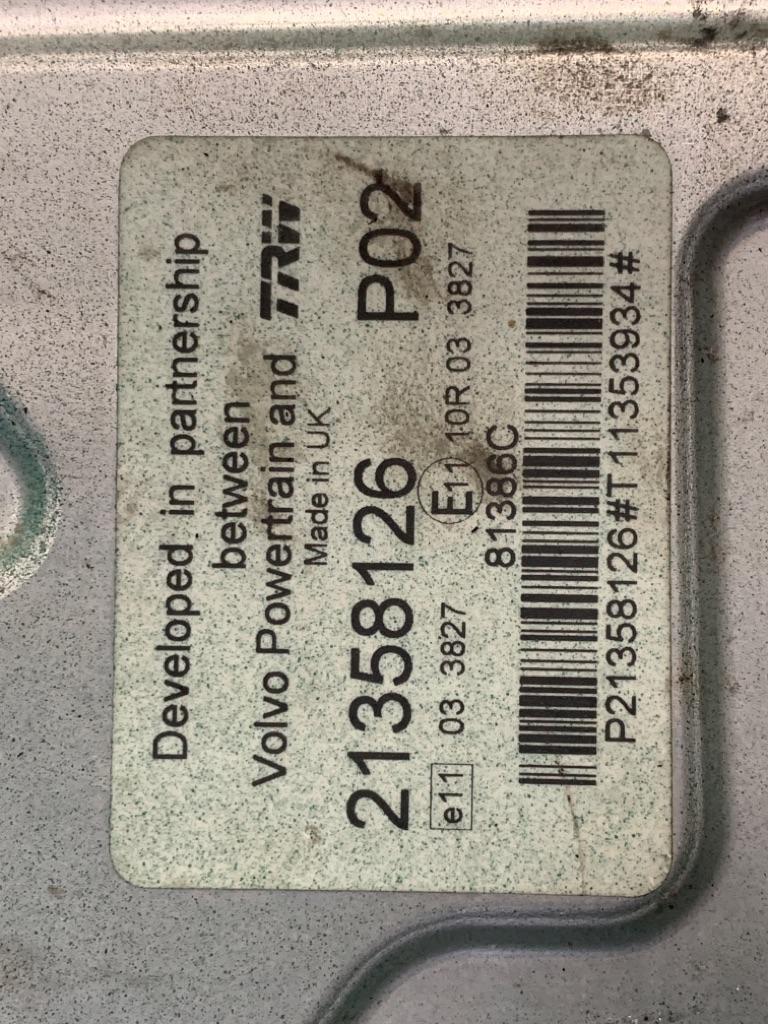 Developed in partnership
between
Volvo Powertrain and TRW
Made in UK
21358126 P02
e11 03 3827 E11 10R 03 3827
81386C
P21358126#T11353934#